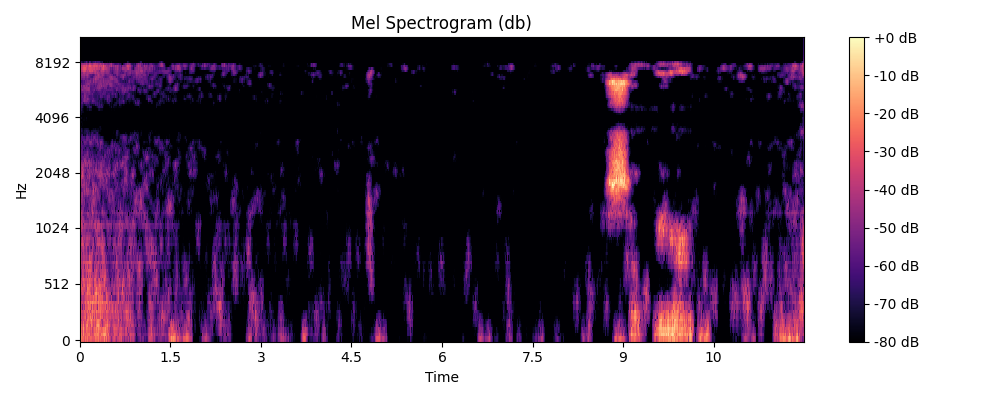 Mel Spectrogram (db)
Hz
8192
4096
2048
1024
512
0
0 1.5 3 4.5 6 7.5 9 10
Time
+0 dB
-10 dB
-20 dB
-30 dB
-40 dB
-50 dB
-60 dB
-70 dB
-80 dB